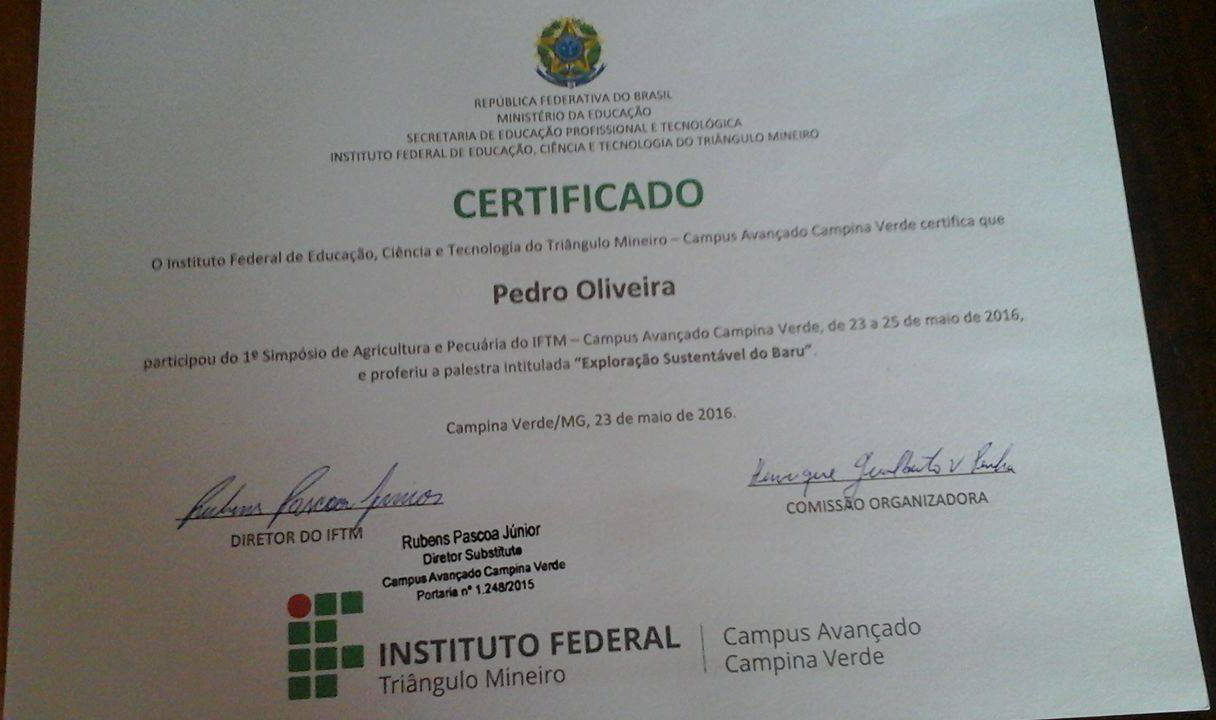 REPÚBLICA FEDERATIVA DO BRASIL
MINISTÉRIO DA EDUCAÇÃO
SECRETARIA DE EDUCAÇÃO PROFISSIONAL E TECNOLÓGICA
INSTITUTO FEDERAL DE EDUCAÇÃO, CIÊNCIA E TECNOLOGIA DO TRIÂNGULO MINEIRO
CERTIFICADO
O Instituto Federal de Educação, Ciência e Tecnologia do Triângulo Mineiro – Campus Avançado Campina Verde certifica que
Pedro Oliveira
participou do 1º Simpósio de Agricultura e Pecuária do IFTM – Campus Avançado Campina Verde, de 23 a 25 de maio de 2016,
e proferiu a palestra intitulada "Exploração Sustentável do Baru".
Campina Verde/MG, 23 de maio de 2016.
Rubens Pascoa Júnior
Henrique Gualberto V
DIRETOR DO IFTM
COMISSÃO ORGANIZADORA
Rubens Pascoa Júnior
Diretor Substituto
Campus Avançado Campina Verde
Portaria nº 1.248/2015
INSTITUTO FEDERAL
Triângulo Mineiro
Campus Avançado
Campina Verde